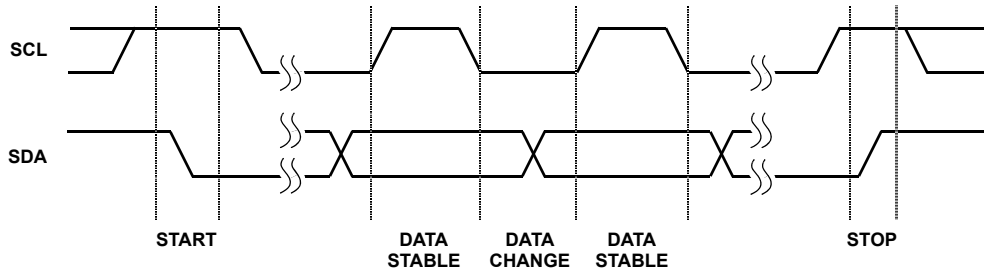 SCL
SDA
START
DATA
STABLE
DATA
CHANGE
DATA
STABLE
STOP